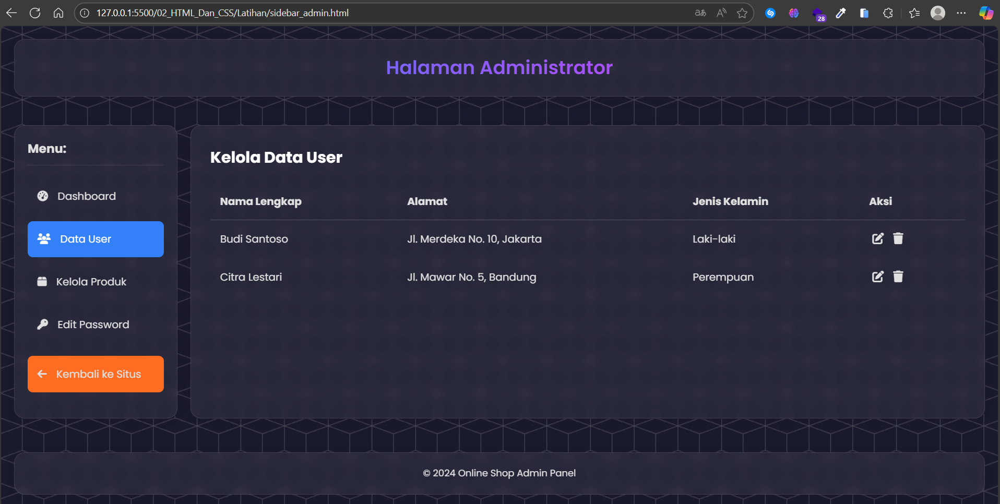 127.0.0.1:5500/02_HTML_Dan_CSS/Latihan/sidebar_admin.html
28
Halaman Administrator
Menu:
Dashboard
Data User
Kelola Produk
Edit Password
Kembali ke Situs
Kelola Data User
Nama Lengkap Alamat Jenis Kelamin Aksi
Budi Santoso Jl. Merdeka No. 10, Jakarta Laki-laki
Citra Lestari Jl. Mawar No. 5, Bandung Perempuan
© 2024 Online Shop Admin Panel